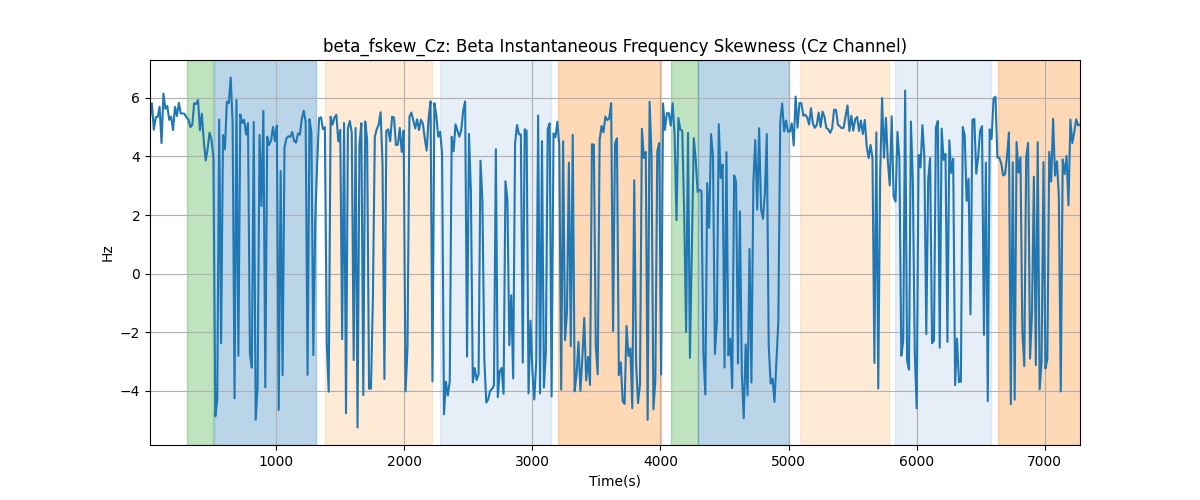 beta_fskew_Cz: Beta Instantaneous Frequency Skewness (Cz Channel)
6
4
2
0
−2
−4
Hz
1000 2000 3000 4000 5000 6000 7000
Time(s)